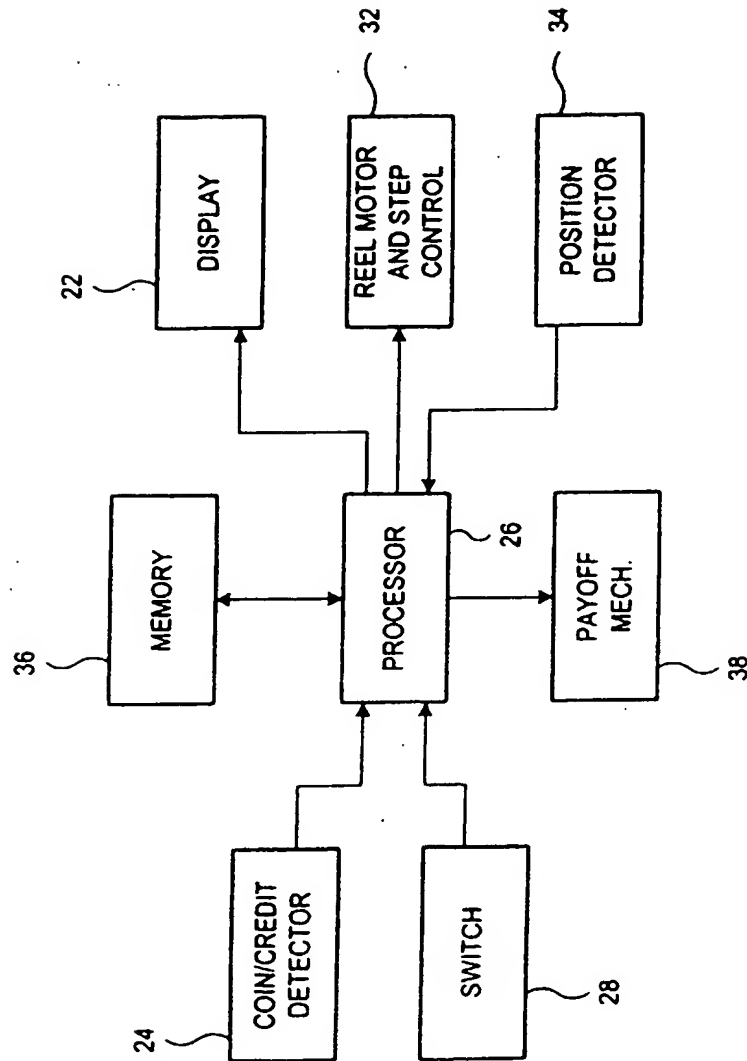 36
MEMORY
22
DISPLAY
24
COIN/CREDIT
DETECTOR
PROCESSOR
26
REEL MOTOR
AND STEP
CONTROL
32
SWITCH
28
PAYOFF
MECH.
38
POSITION
DETECTOR
34